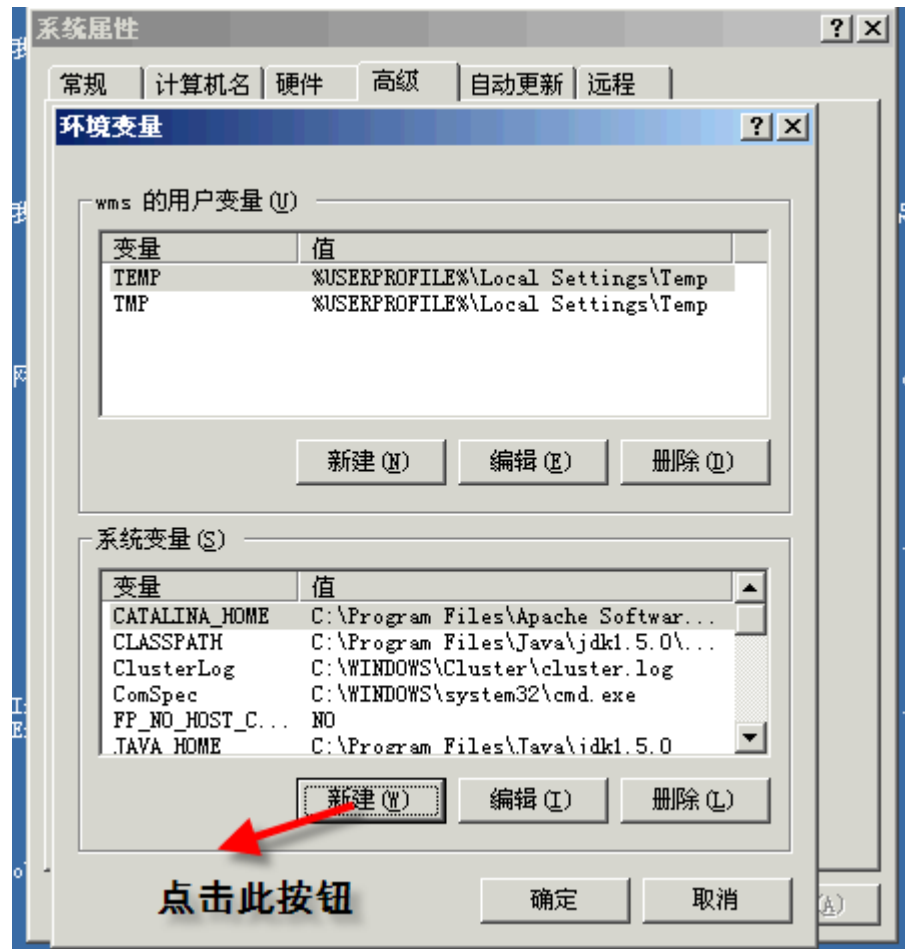 系统属性
常规 计算机名 硬件 高级 自动更新 远程
环境变量
wms 的用户变量(U)
变量 值
TEMP %USERPROFILE%\Local Settings\Temp
TMP %USERPROFILE%\Local Settings\Temp
新建(N) 编辑(E) 删除(D)
系统变量(S)
变量 值
CATALINA_HOME C:\Program Files\Apache Softwar...
CLASSPATH C:\Program Files\Java\jdk1.5.0\...
ClusterLog C:\WINDOWS\Cluster\cluster.log
ComSpec C:\WINDOWS\system32\cmd.exe
FP_NO_HOST_C... NO
JAVA_HOME C:\Program Files\Java\jdk1.5.0
新建(W) 编辑(I) 删除(L)
点击此按钮
确定 取消
(A)